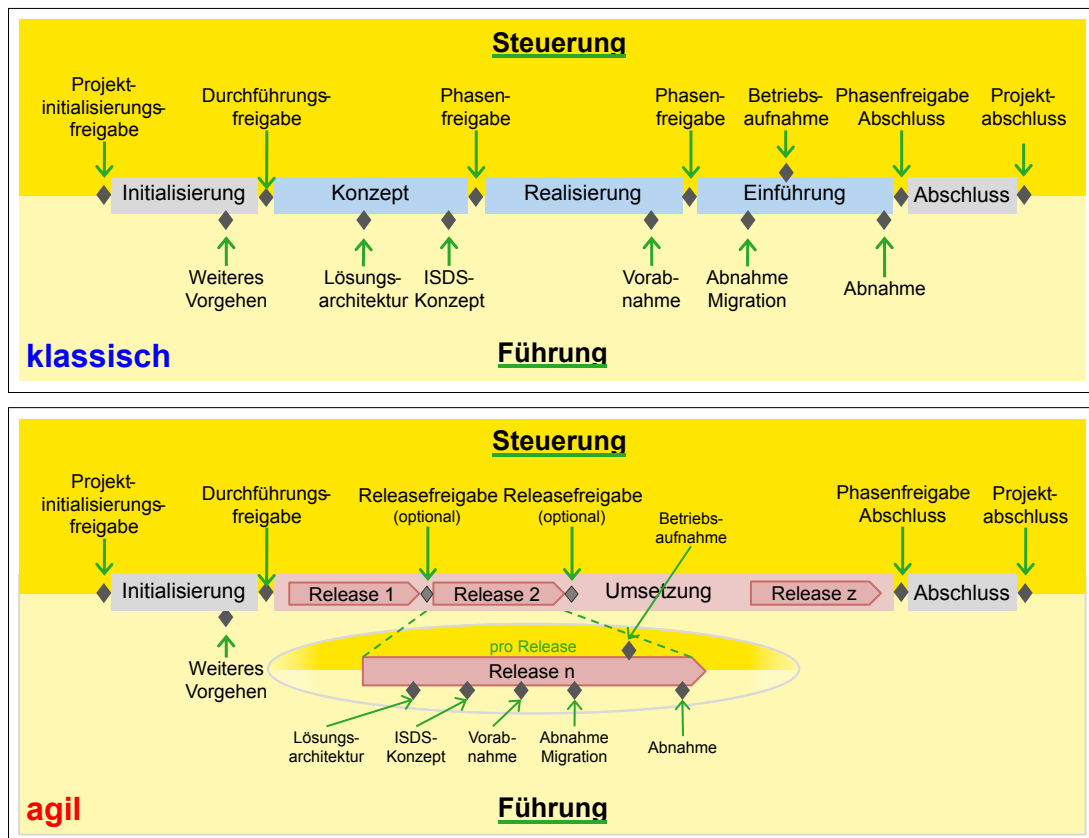 Steuerung
Projekt-
initialisierungs-
freigabe
Durchführungs-
freigabe
Phasen-
freigabe
Phasen-
freigabe
Betriebs-
aufnahme
Phasenfreigabe
Abschluss
Projekt-
abschluss
Initialisierung
Konzept
Realisierung
Einführung
Abschluss
Weiteres
Vorgehen
Lösungs-
architektur
ISDS-
Konzept
Vorab-
nahme
Abnahme
Migration
Abnahme
klassisch
Führung
Steuerung
Projekt-
initialisierungs-
freigabe
Durchführungs-
freigabe
Releasefreigabe
(optional)
Releasefreigabe
(optional)
Betriebs-
aufnahme
Phasenfreigabe
Abschluss
Projekt-
abschluss
Initialisierung
Release 1
Release 2
Umsetzung
Release z
Abschluss
Weiteres
Vorgehen
pro Release
Release n
Lösungs-
architektur
ISDS-
Konzept
Vorab-
nahme
Abnahme
Migration
Abnahme
agil
Führung